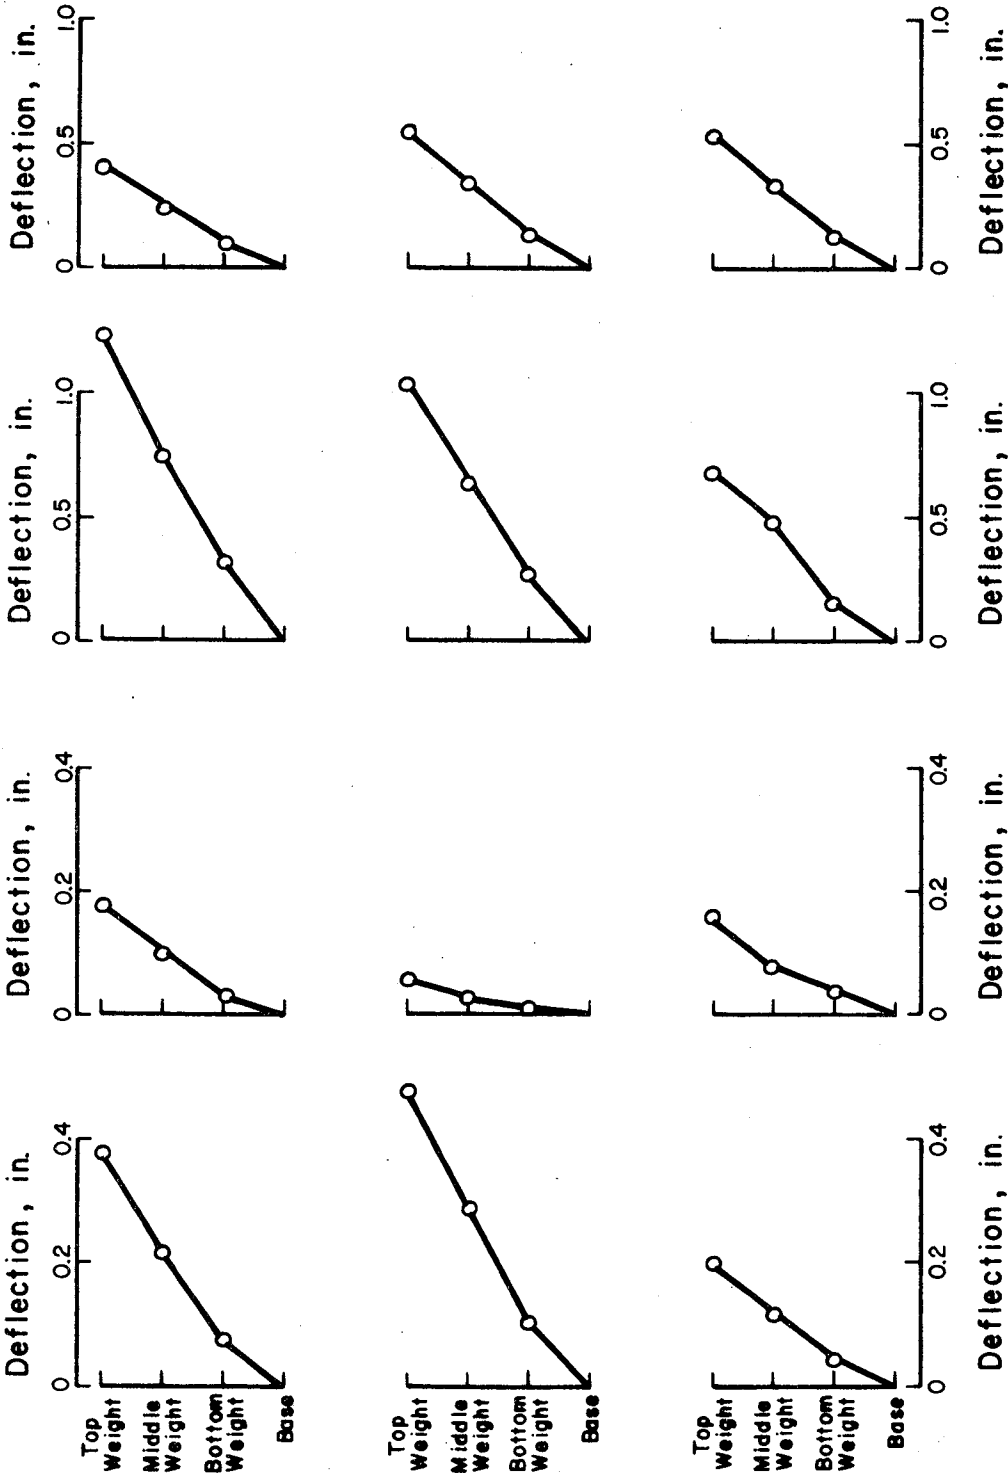 Deflection, in.
0 0.5 1.0
Deflection, in.
0 0.5 1.0
Deflection, in.
0 0.2 0.4
Deflection, in.
0 0.2 0.4
Top
Weight
Middle
Weight
Bottom
Weight
Base
Top
Weight
Middle
Weight
Bottom
Weight
Base
Top
Weight
Middle
Weight
Bottom
Weight
Base
0 0.5 1.0
Deflection, in.
0 0.5 1.0
Deflection, in.
0 0.2 0.4
Deflection, in.
0 0.2 0.4
Deflection, in.